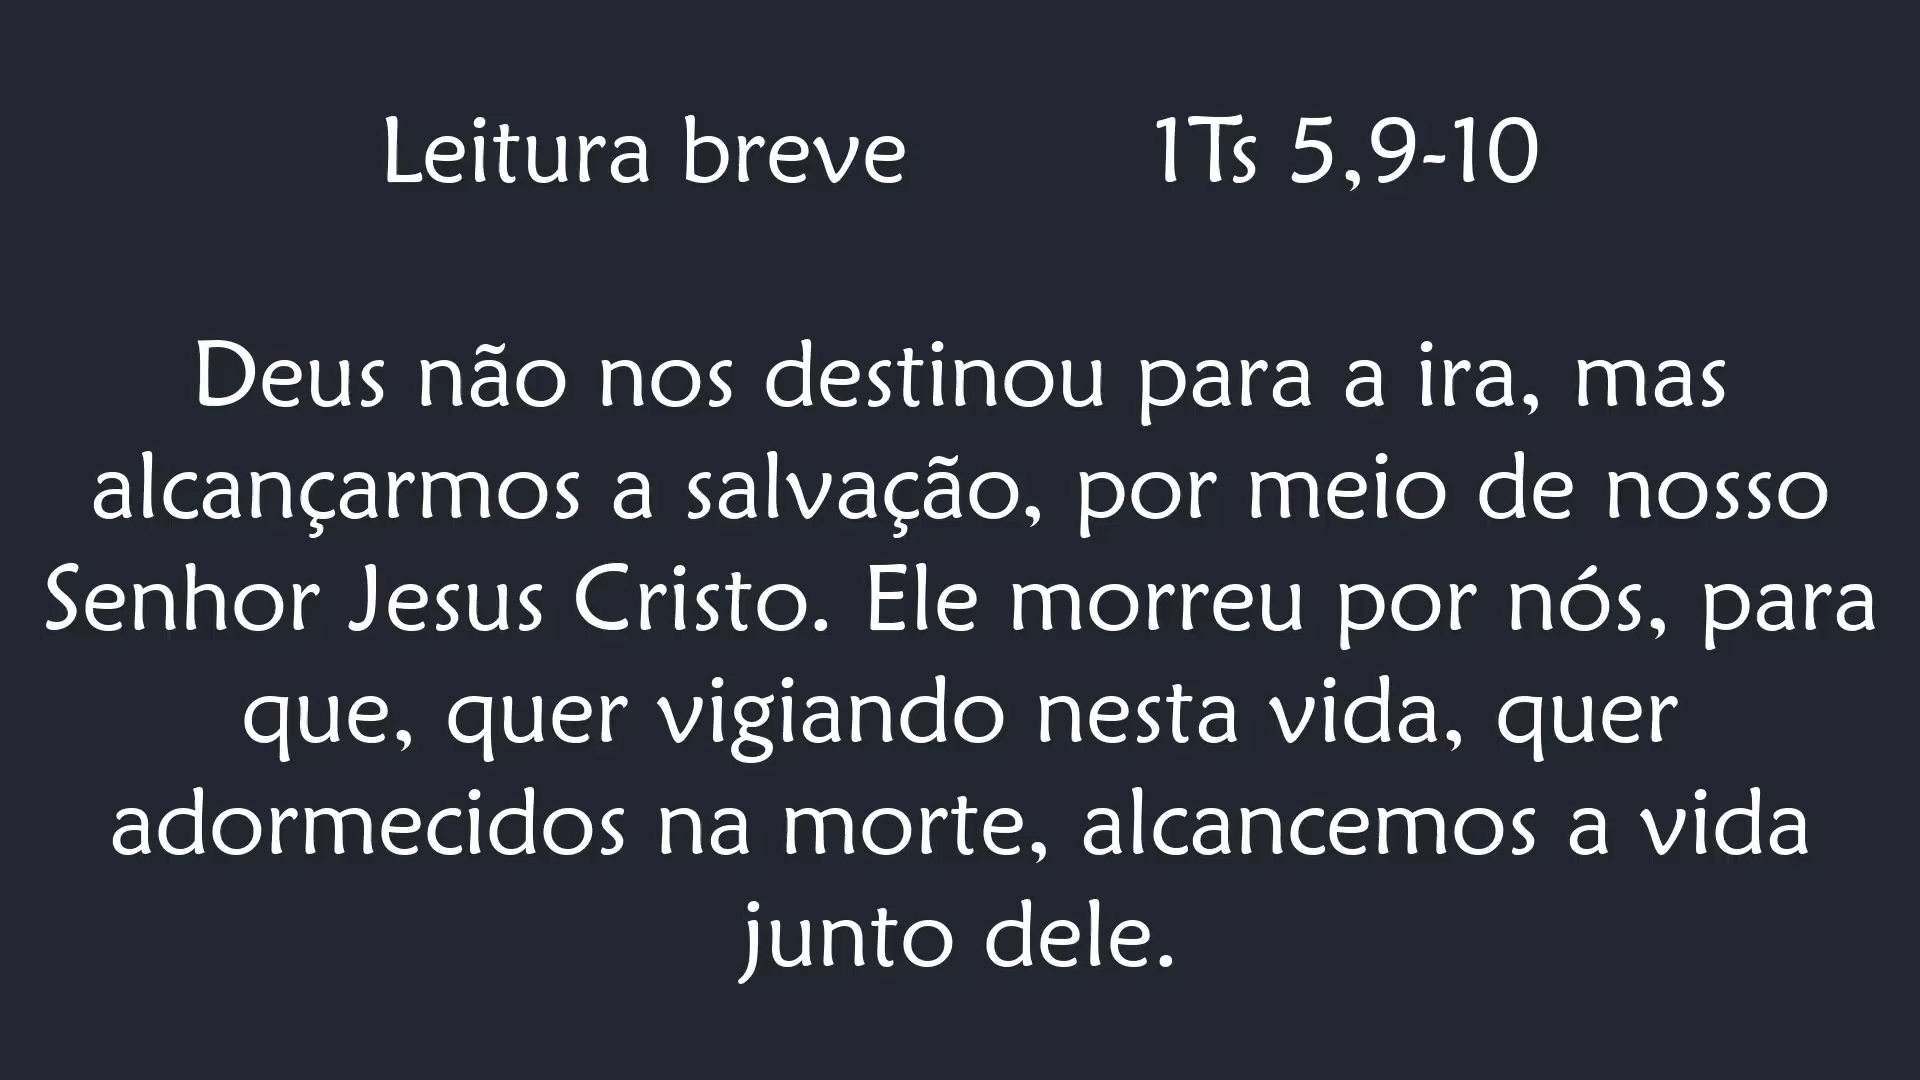 Leitura breve 1Ts 5,9-10
Deus não nos destinou para a ira, mas
alcançarmos a salvação, por meio de nosso
Senhor Jesus Cristo. Ele morreu por nós, para
que, quer vigiando nesta vida, quer
adormecidos na morte, alcancemos a vida
junto dele.